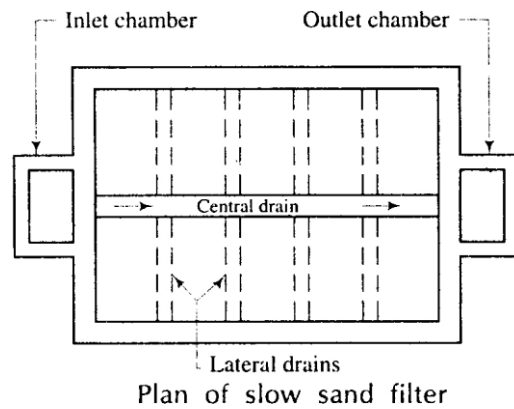 Inlet chamber
Outlet chamber
Central drain
Lateral drains
Plan of slow sand filter